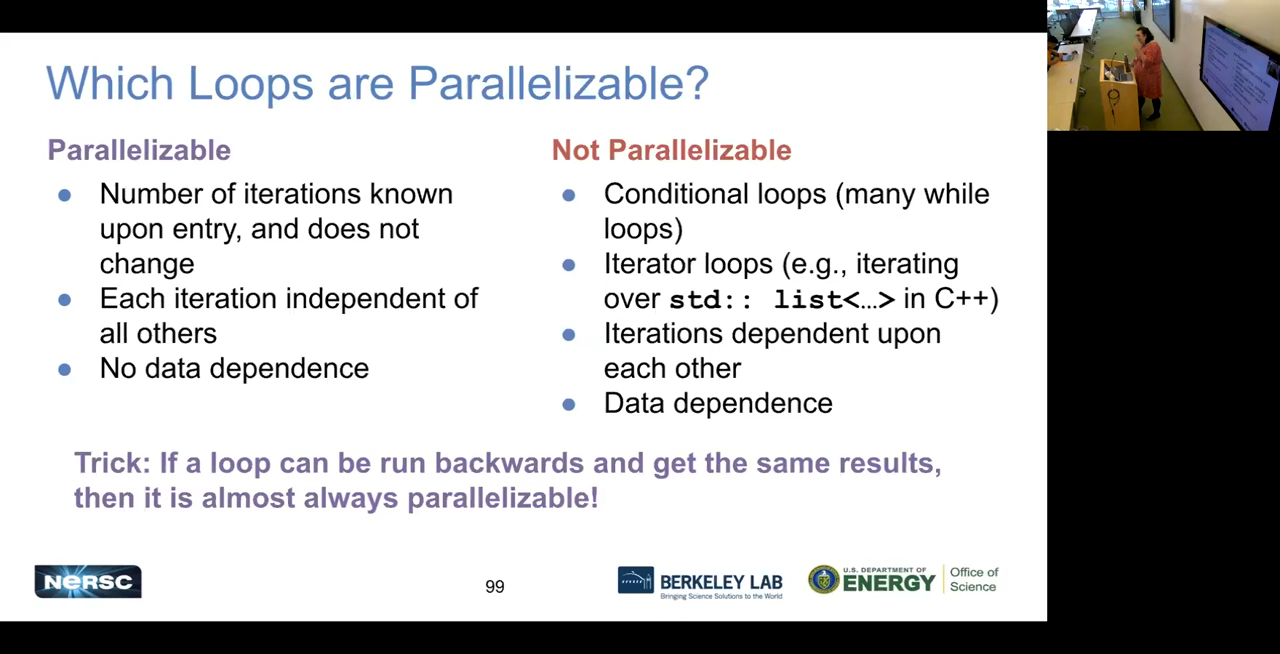 Which Loops are Parallelizable?
Parallelizable
● Number of iterations known
upon entry, and does not
change
● Each iteration independent of
all others
● No data dependence
Not Parallelizable
● Conditional loops (many while
loops)
● Iterator loops (e.g., iterating
over std:: list<…> in C++)
● Iterations dependent upon
each other
● Data dependence
Trick: If a loop can be run backwards and get the same results,
then it is almost always parallelizable!
NERSC
99
BERKELEY LAB
Bringing Science Solutions to the World
U.S. DEPARTMENT OF
ENERGY
Office of
Science